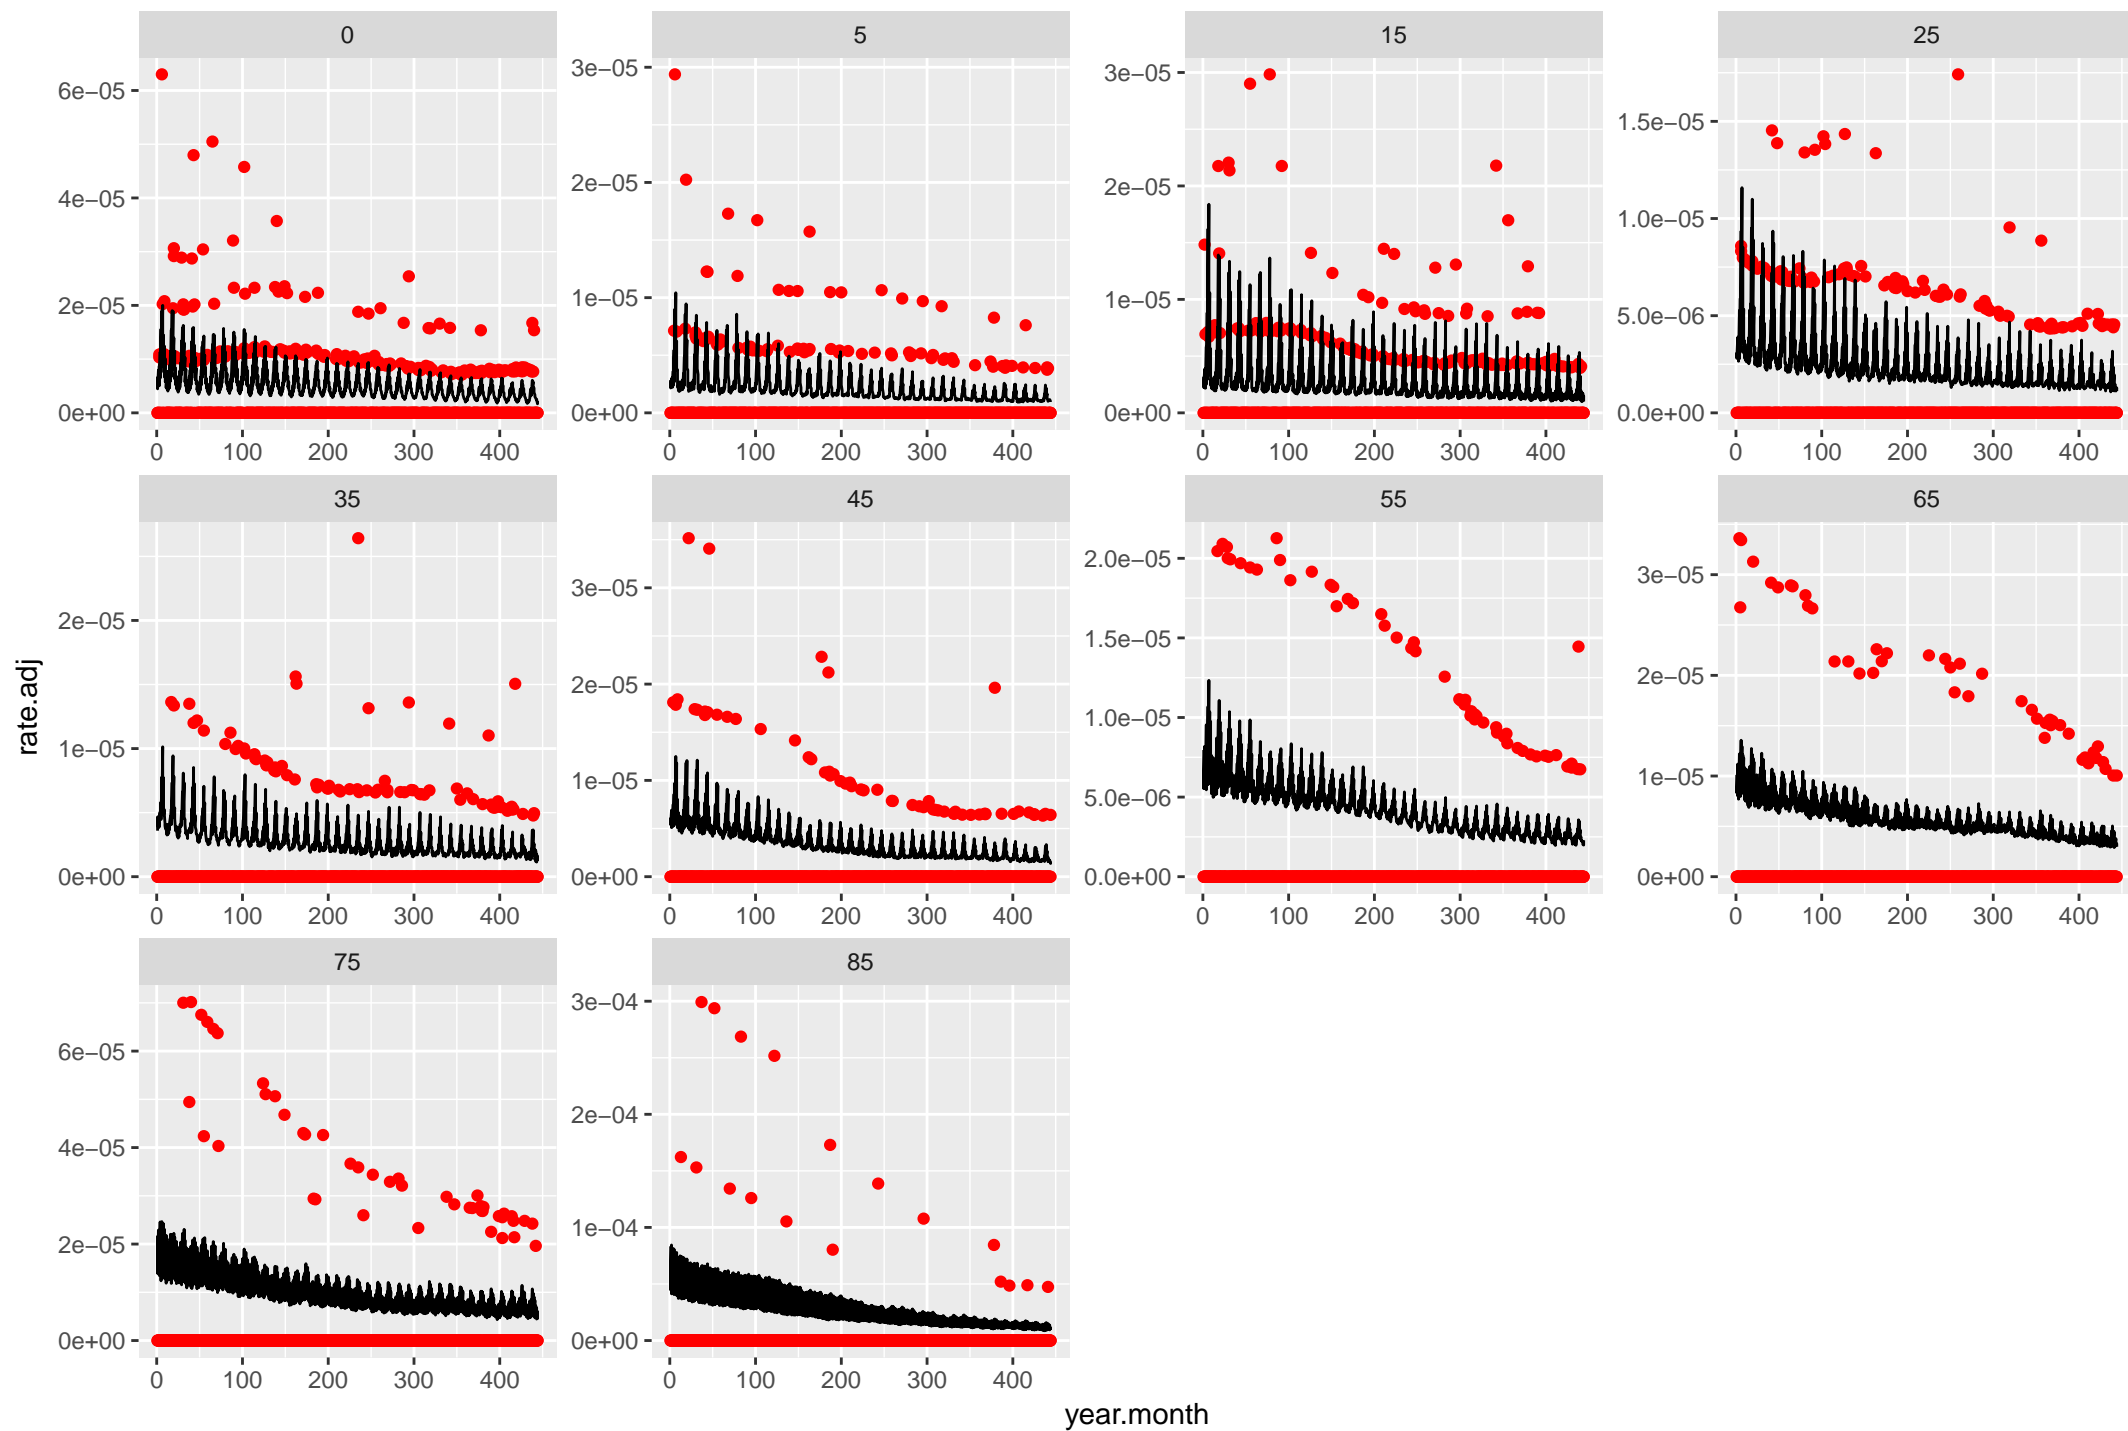 0 5 15 25
6e−05 4e−05 2e−05 0e+00
3e−05 2e−05 1e−05 0e+00
3e−05 2e−05 1e−05 0e+00
1.5e−05 1.0e−05 5.0e−06 0.0e+00
0 100 200 300 400 0 100 200 300 400 0 100 200 300 400 0 100 200 300 400
35 45 55 65
2e−05 1e−05 0e+00
3e−05 2e−05 1e−05 0e+00
2.0e−05 1.5e−05 1.0e−05 5.0e−06 0.0e+00
3e−05 2e−05 1e−05 0e+00
0 100 200 300 400 0 100 200 300 400 0 100 200 300 400 0 100 200 300 400
75 85
6e−05 4e−05 2e−05 0e+00
3e−04 2e−04 1e−04 0e+00
0 100 200 300 400 0 100 200 300 400
rate.adj
year.month